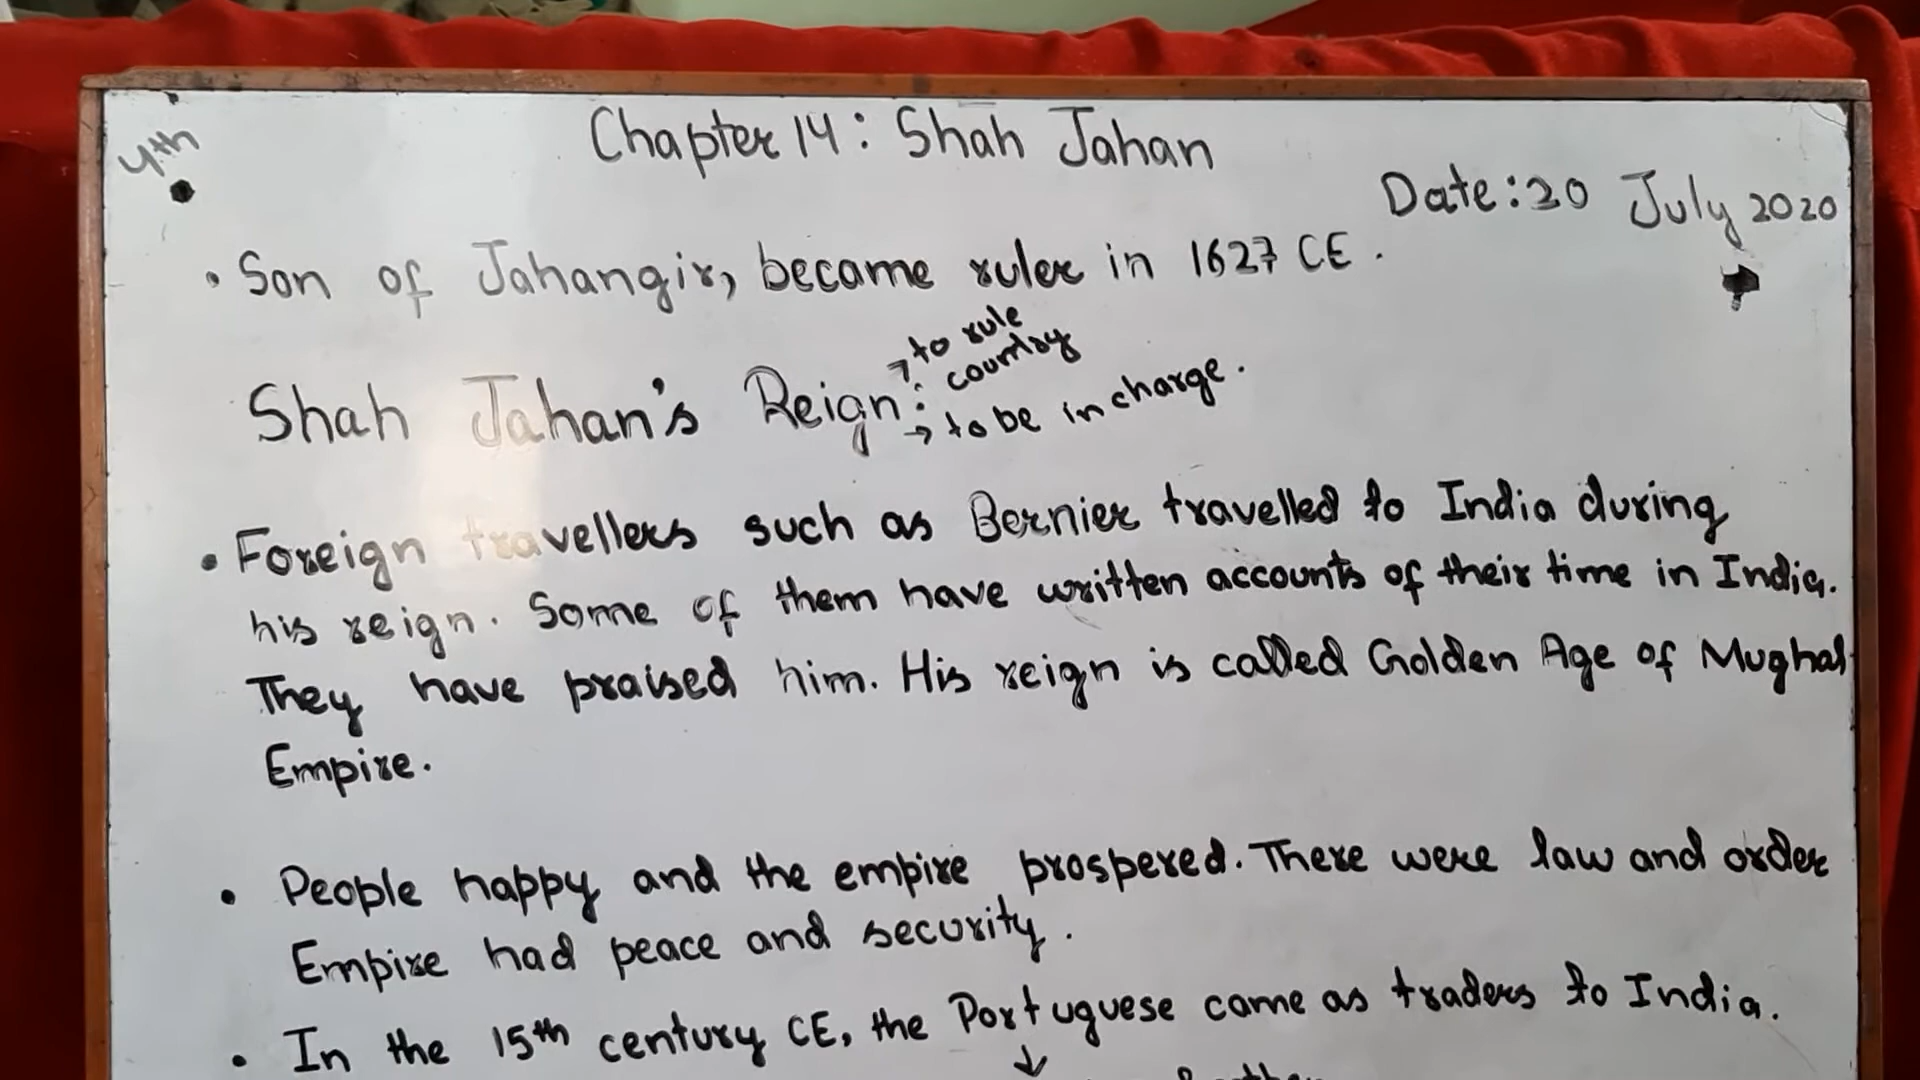 4th
Chapter 14: Shah Jahan
Date: 20 July 2020
• Son of Jahangir, became ruler in 1627 CE.
→ to rule
country
Shah Jahan's Reign:
→ to be in charge.
• Foreign travellers such as Bernier travelled to India during
his reign. Some of them have written accounts of their time in India.
They have praised him. His reign is called Golden Age of Mughal
Empire.
• People happy and the empire prospered. There were law and order
Empire had peace and security.
• In the 15th century CE, the Portuguese came as traders to India.
↓